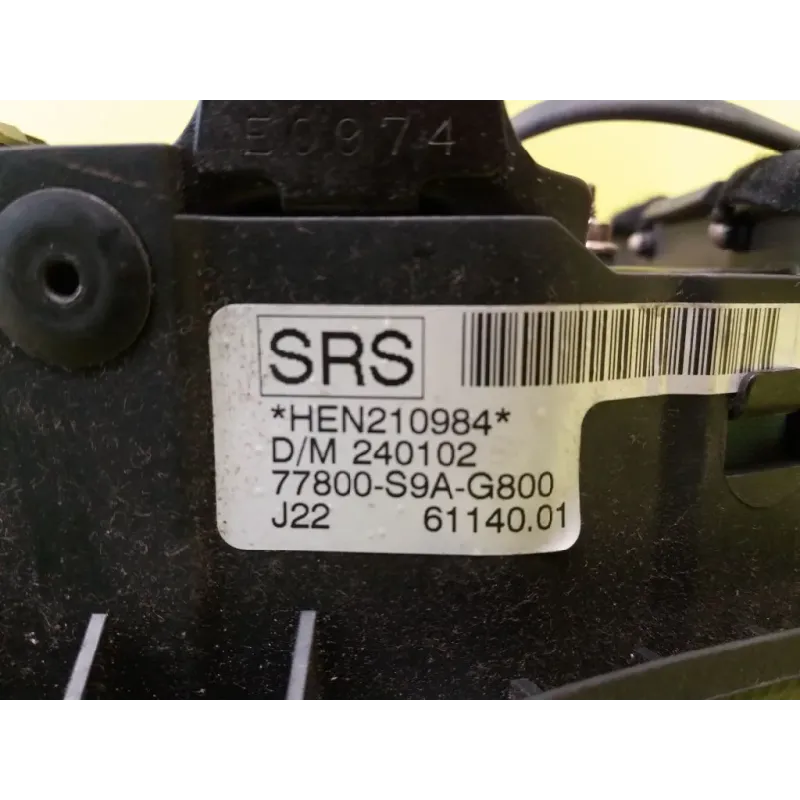 E0974
SRS
*HEN210984*
D/M 240102
77800-S9A-G800
J22 61140.01